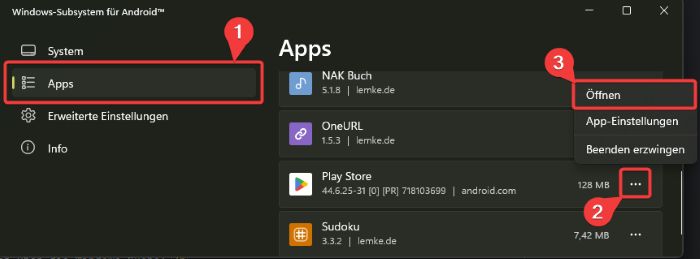 Windows-Subsystem für Android™
System
Apps
Erweiterte Einstellungen
Info
1
Apps
NAK Buch
5.1.8 | lemke.de
OneURL
1.5.3 | lemke.de
Play Store
44.6.25-31 [0] [PR] 718103699 | android.com
128 MB
Sudoku
3.3.2 | lemke.de
7,42 MB
3
Öffnen
App-Einstellungen
Beenden erzwingen
2